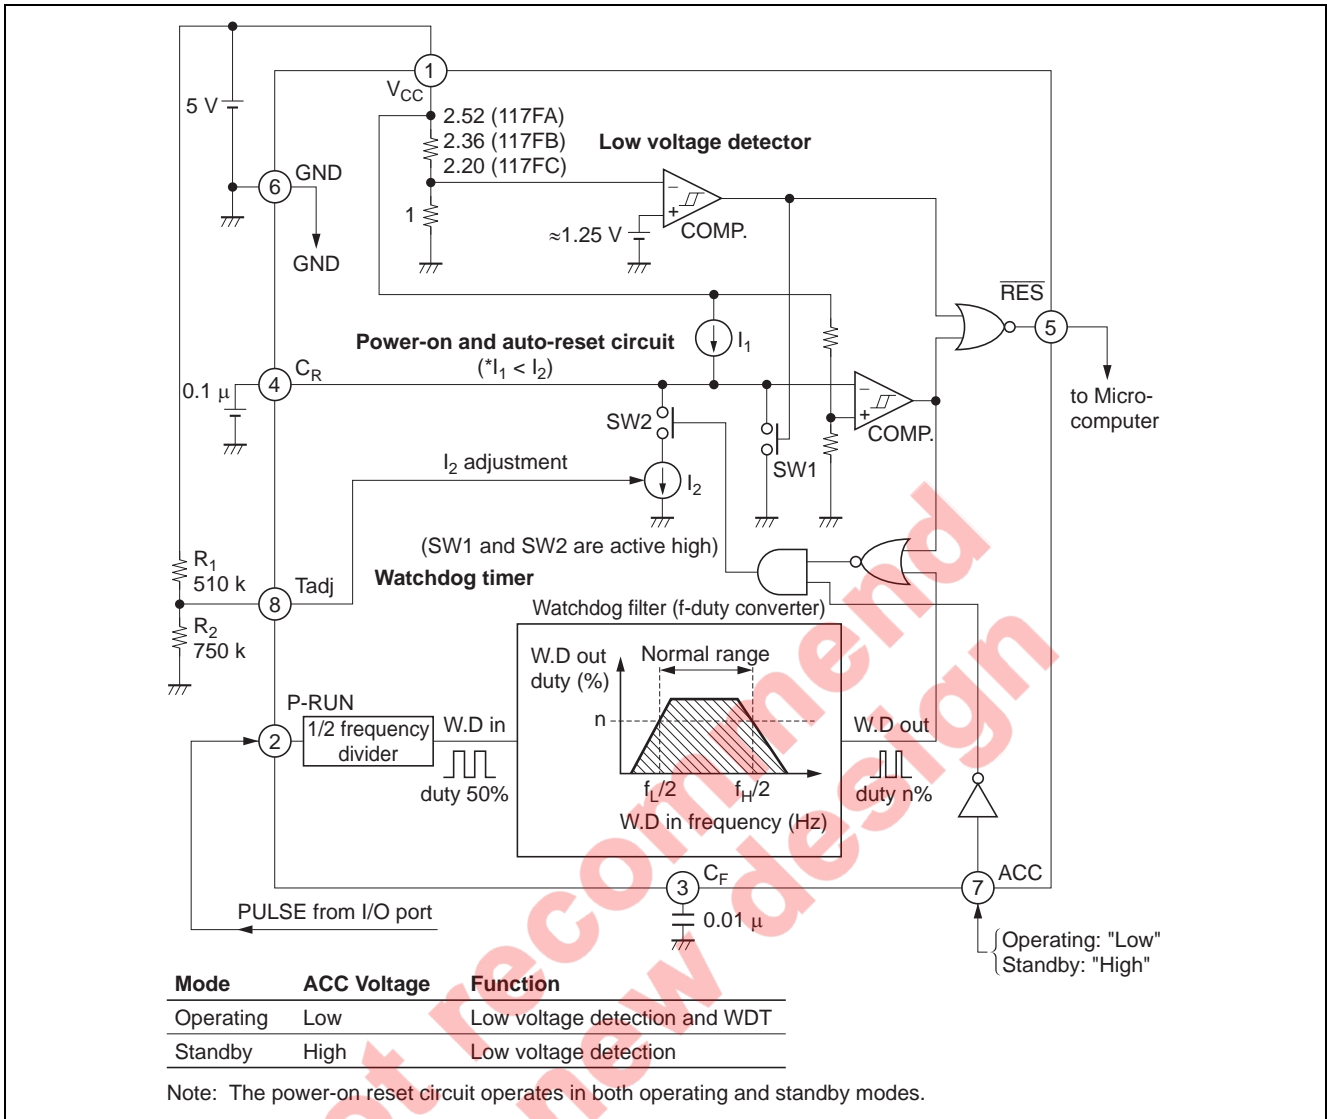 1
V_CC
5 V
2.52 (117FA)
2.36 (117FB)
2.20 (117FC)
Low voltage detector
6
GND
GND
1
−
+
COMP.
≈1.25 V
RES
5
to Micro-
computer
Power-on and auto-reset circuit
(*I1 < I2)
I1
4
CR
0.1 μ
−
+
COMP.
SW2
SW1
I2 adjustment
I2
(SW1 and SW2 are active high)
R1
510 k
Tadj
Watchdog timer
8
R2
750 k
Watchdog filter (f-duty converter)
W.D out
duty (%)
Normal range
n
fL/2
fH/2
W.D in frequency (Hz)
P-RUN
2
1/2 frequency
divider
W.D in
duty 50%
W.D out
duty n%
3
CF
0.01 μ
7
ACC
PULSE from I/O port
Operating: "Low"
Standby: "High"
Mode ACC Voltage Function
Operating Low Low voltage detection and WDT
Standby High Low voltage detection
Note: The power-on reset circuit operates in both operating and standby modes.
ot recommend
new design